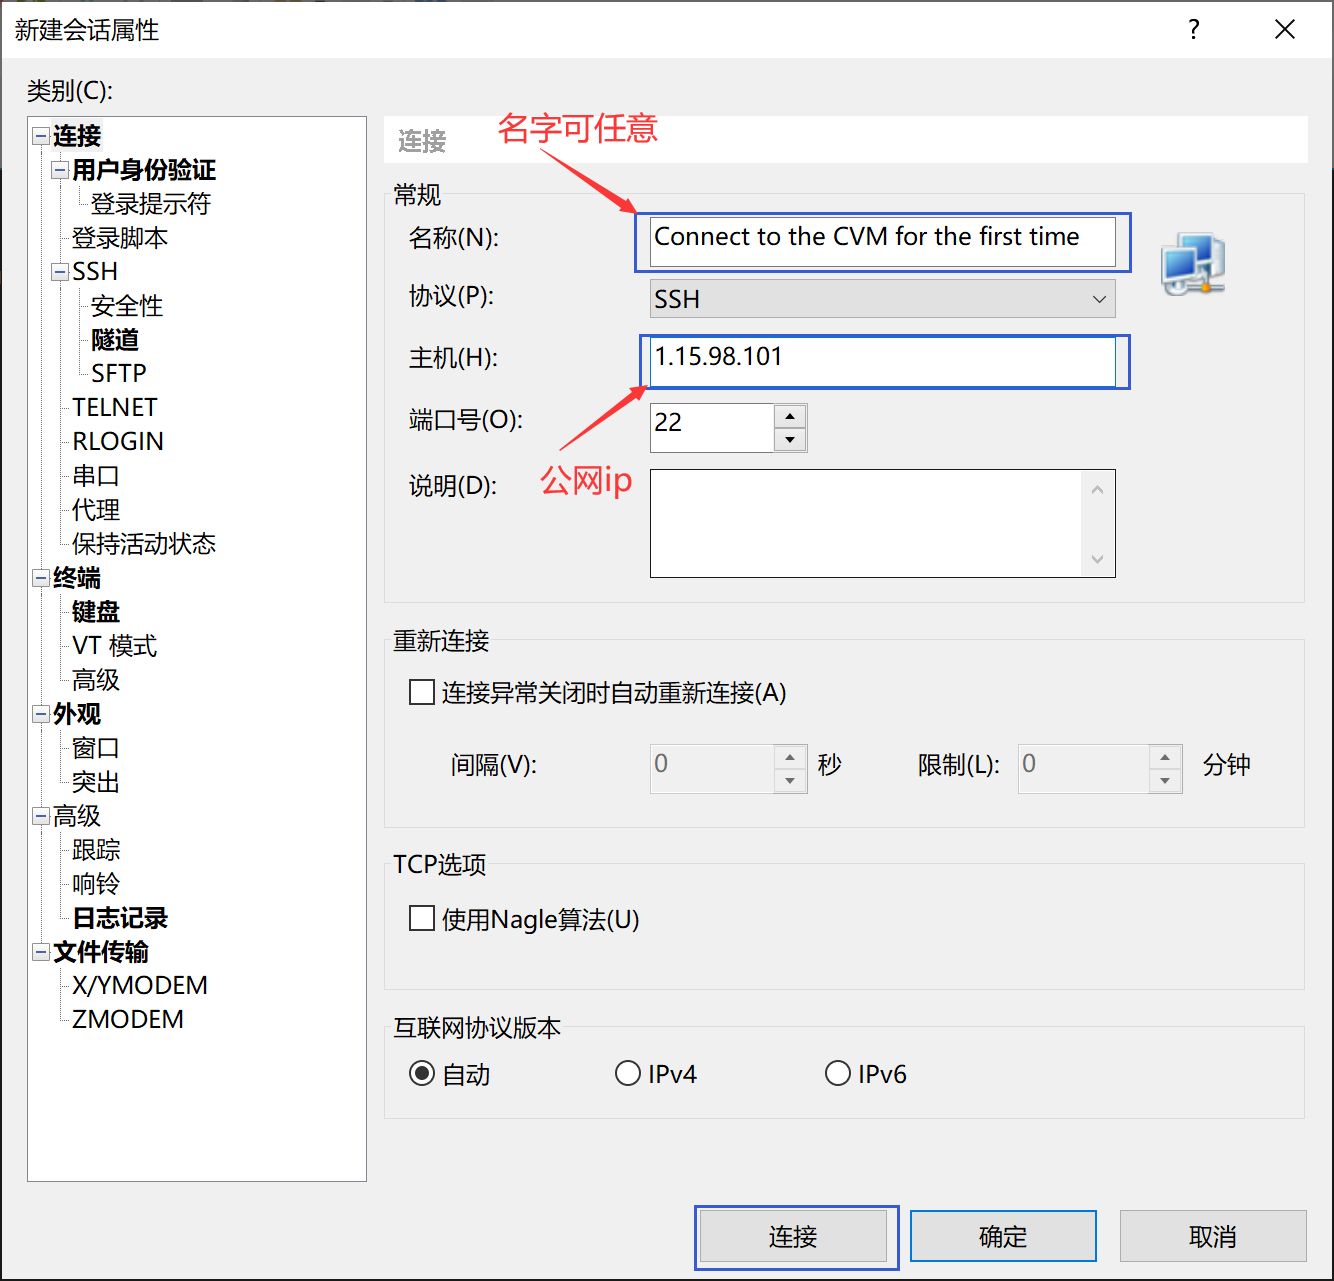 新建会话属性
?
类别(C):
连接
用户身份验证
登录提示符
登录脚本
SSH
安全性
隧道
SFTP
TELNET
RLOGIN
串口
代理
保持活动状态
终端
键盘
VT 模式
高级
外观
窗口
突出
高级
跟踪
响铃
日志记录
文件传输
X/YMODEM
ZMODEM
连接
名字可任意
常规
名称(N): Connect to the CVM for the first time
协议(P): SSH
主机(H): 1.15.98.101
端口号(O): 22
公网ip
说明(D):
重新连接
连接异常关闭时自动重新连接(A)
间隔(V): 0 秒 限制(L): 0 分钟
TCP选项
使用Nagle算法(U)
互联网协议版本
自动 IPv4 IPv6
连接 确定 取消